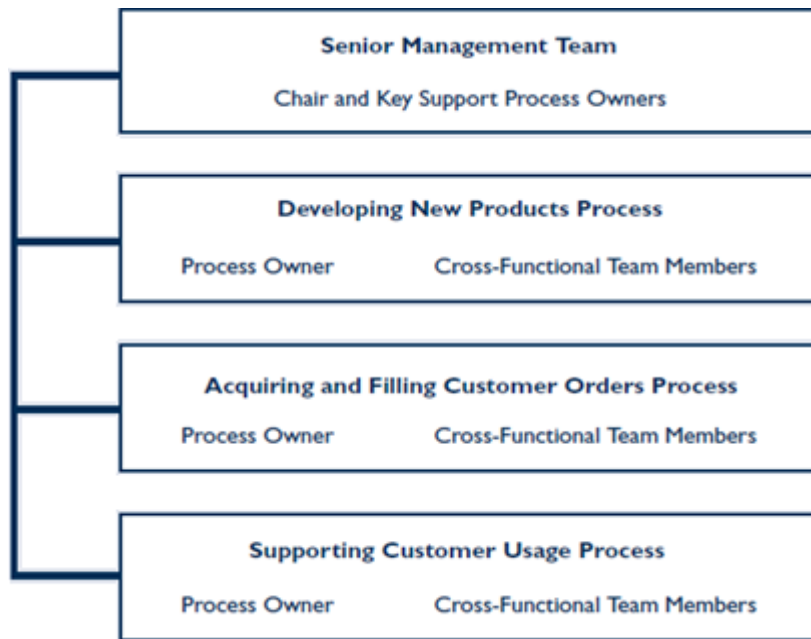 Senior Management Team
Chair and Key Support Process Owners
Developing New Products Process
Process Owner Cross-Functional Team Members
Acquiring and Filling Customer Orders Process
Process Owner Cross-Functional Team Members
Supporting Customer Usage Process
Process Owner Cross-Functional Team Members